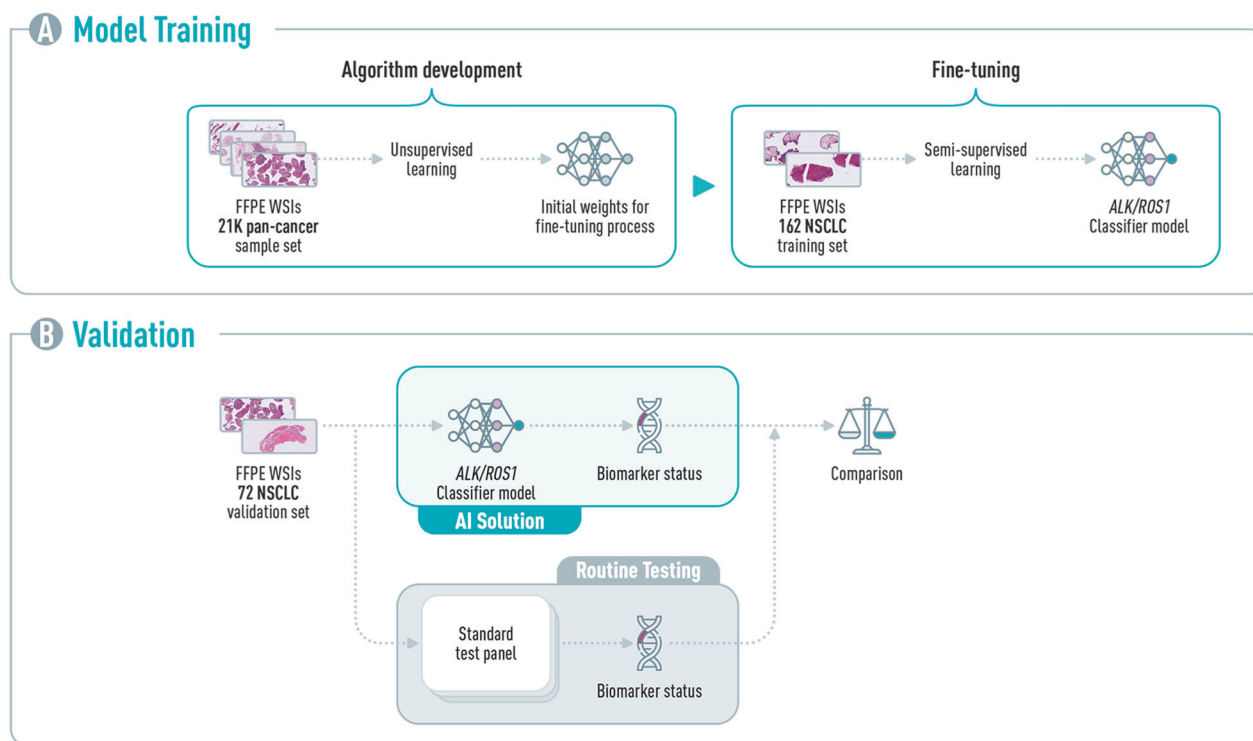 A Model Training
Algorithm development
FFPE WSIs
21K pan-cancer
sample set
Unsupervised
learning
Initial weights for
fine-tuning process
Fine-tuning
FFPE WSIs
162 NSCLC
training set
Semi-supervised
learning
ALK/ROS1
Classifier model
B Validation
FFPE WSIs
72 NSCLC
validation set
ALK/ROS1
Classifier model
Biomarker status
AI Solution
Comparison
Routine Testing
Standard
test panel
Biomarker status